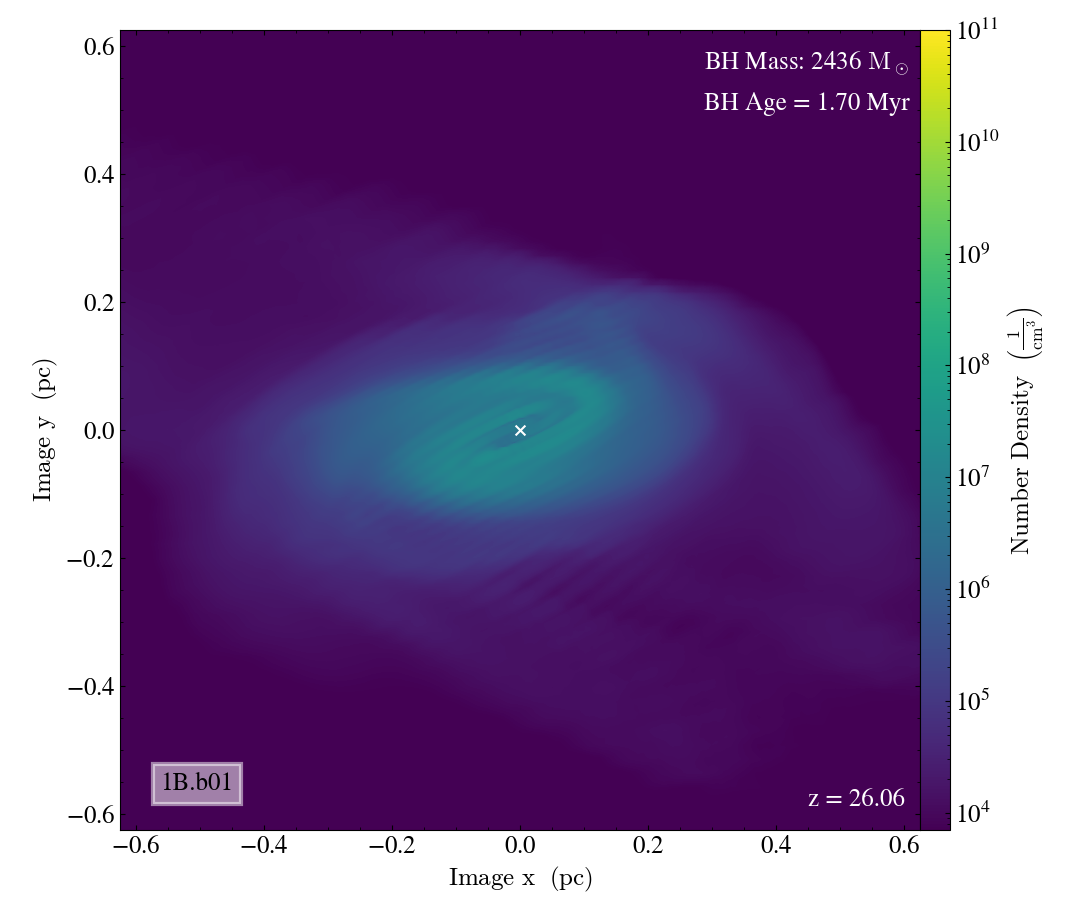 BH Mass: 2436 M☉
BH Age = 1.70 Myr
1B.b01
z = 26.06
0.6
0.4
0.2
0.0
−0.2
−0.4
−0.6
Image y (pc)
−0.6 −0.4 −0.2 0.0 0.2 0.4 0.6
Image x (pc)
10¹¹
10¹⁰
10⁹
10⁸
10⁷
10⁶
10⁵
10⁴
Number Density (1/cm³)